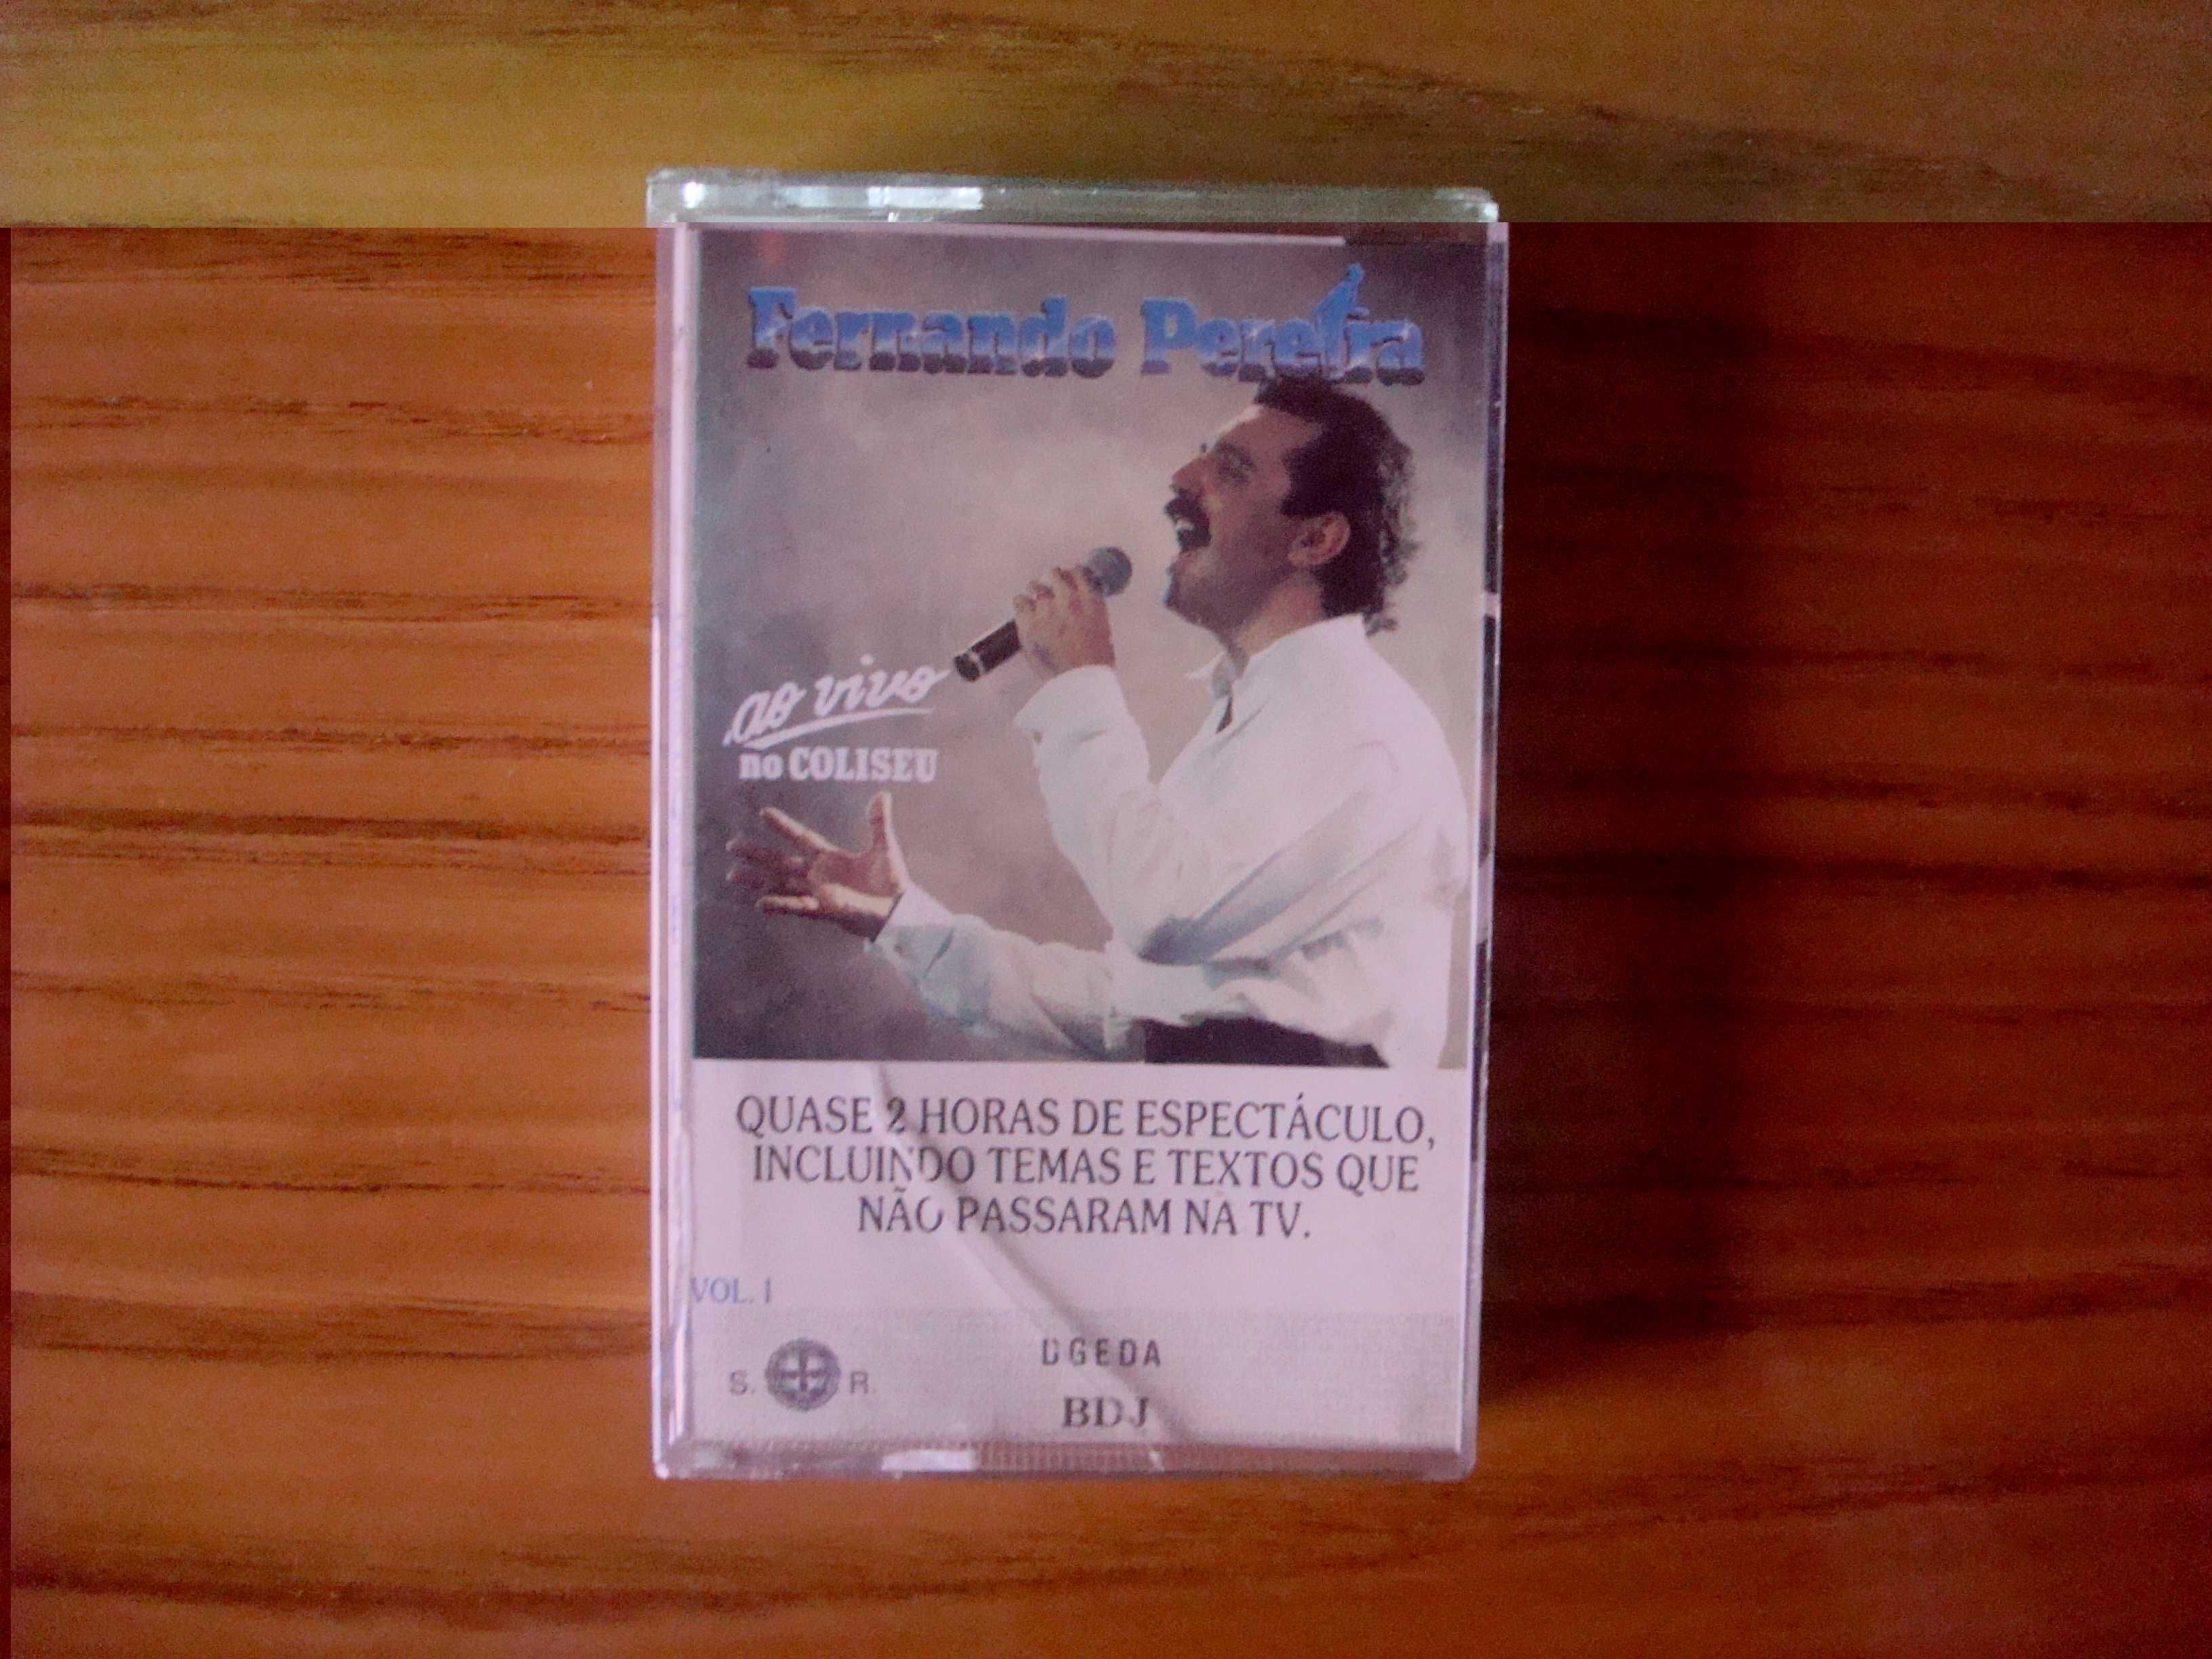 Fernando Pereira
ao vivo
no COLISEU
QUASE 2 HORAS DE ESPECTÁCULO,
INCLUINDO TEMAS E TEXTOS QUE
NÃO PASSARAM NA TV.
VOL. 1
S. R.
DGEDA
BDJ